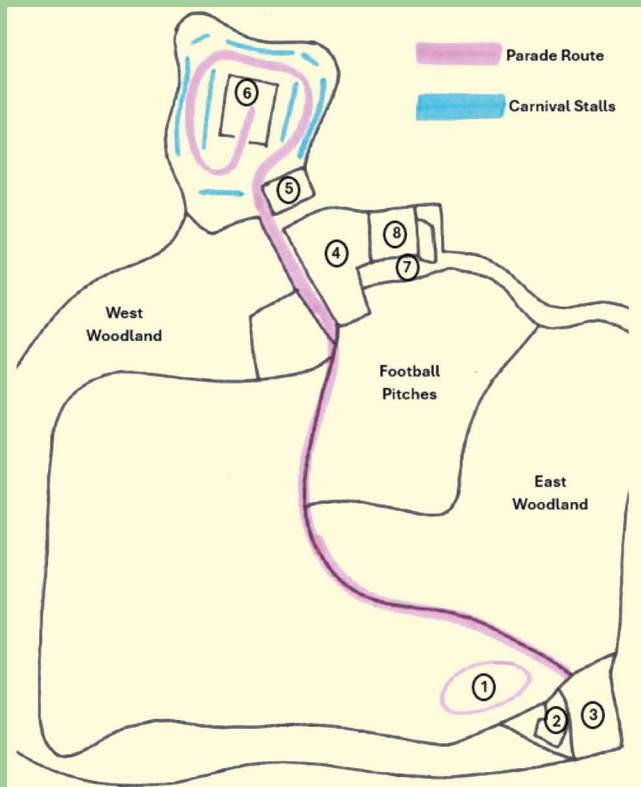 Parade Route
Carnival Stalls
6
5
8
4
7
West
Woodland
Football
Pitches
East
Woodland
1
2
3